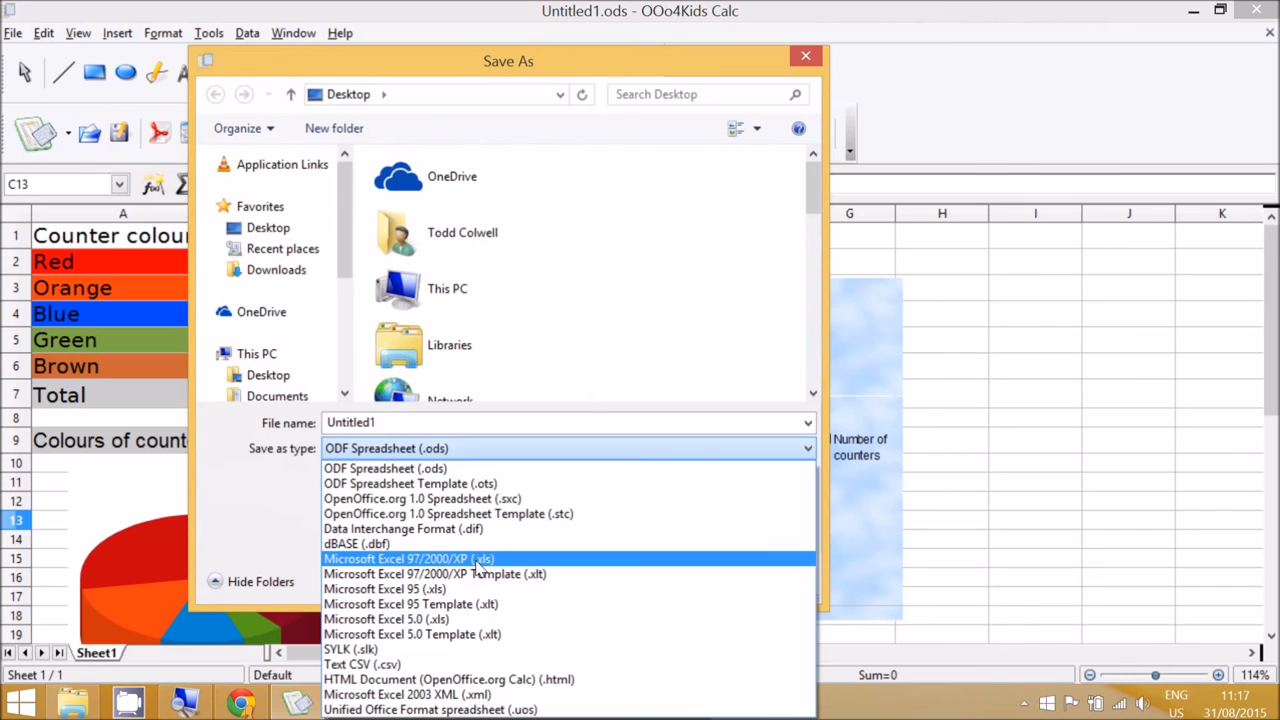 Untitled1.ods - OOo4Kids Calc
File Edit View Insert Format Tools Data Window Help
Save As
Desktop
Search Desktop
Organize
New folder
Application Links
Favorites
Desktop
Recent places
Downloads
OneDrive
This PC
Desktop
Documents
OneDrive
Todd Colwell
This PC
Libraries
Network
File name: Untitled1
Save as type: ODF Spreadsheet (.ods)
ODF Spreadsheet (.ods)
ODF Spreadsheet Template (.ots)
OpenOffice.org 1.0 Spreadsheet (.sxc)
OpenOffice.org 1.0 Spreadsheet Template (.stc)
Data Interchange Format (.dif)
dBASE (.dbf)
Microsoft Excel 97/2000/XP (.xls)
Microsoft Excel 97/2000/XP Template (.xlt)
Microsoft Excel 95 (.xls)
Microsoft Excel 95 Template (.xlt)
Microsoft Excel 5.0 (.xls)
Microsoft Excel 5.0 Template (.xlt)
SYLK (.slk)
Text CSV (.csv)
HTML Document (OpenOffice.org Calc) (.html)
Microsoft Excel 2003 XML (.xml)
Unified Office Format spreadsheet (.uos)
Hide Folders
C13
A G H I J K
1 Counter colou
2 Red
3 Orange
4 Blue
5 Green
6 Brown
7 Total
8
9 Colours of count
10
11
12
13
14
15
16
17
18
19
Number of
counters
Sheet1
Sheet 1 / 1
Default
Sum=0
114%
ENG
US
11:17
31/08/2015